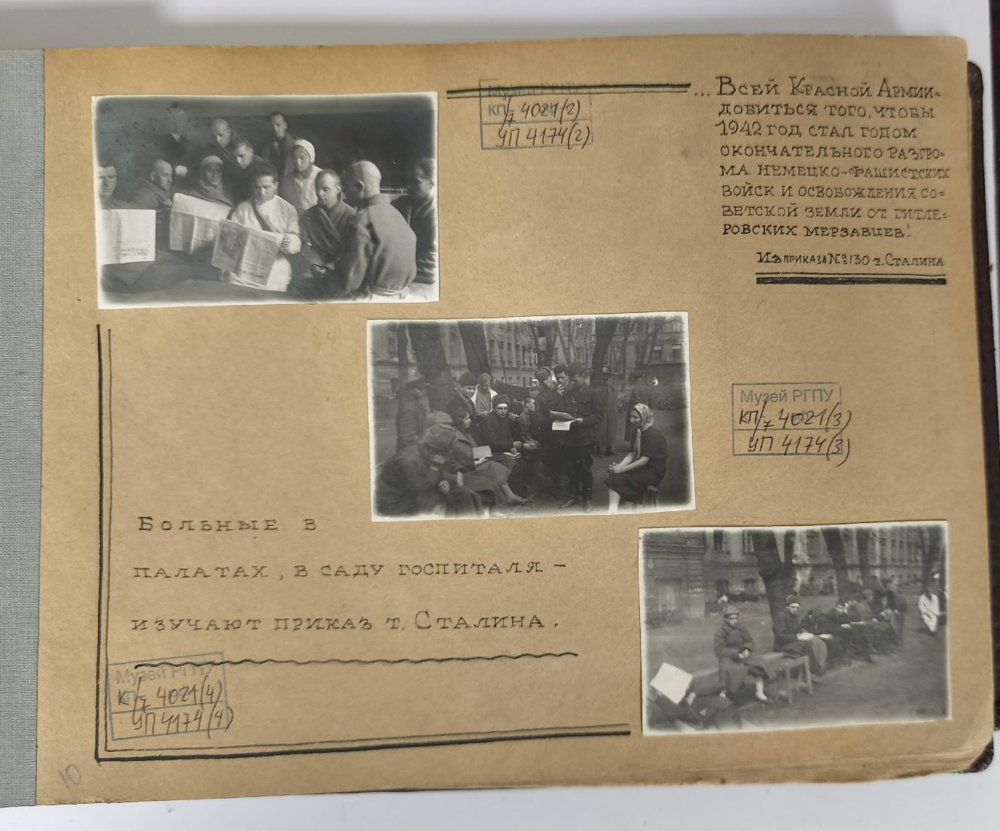 Музей РГПУ
КП/7 4021(2)
УП 4174(2)
...Всей Красной Армии-
добиться того, чтобы
1942 год стал годом
окончательного разгро-
ма немецко-фашистских
войск и освобождения со-
ветской земли от гитле-
ровских мерзавцев!
Из приказа № 130 т. Сталина
Музей РГПУ
КП/7 4021(3)
УП 4174(3)
Больные в
палатах, в саду госпиталя -
изучают приказ т. Сталина.
Музей РГПУ
КП/7 4021(4)
УП 4174(4)
10